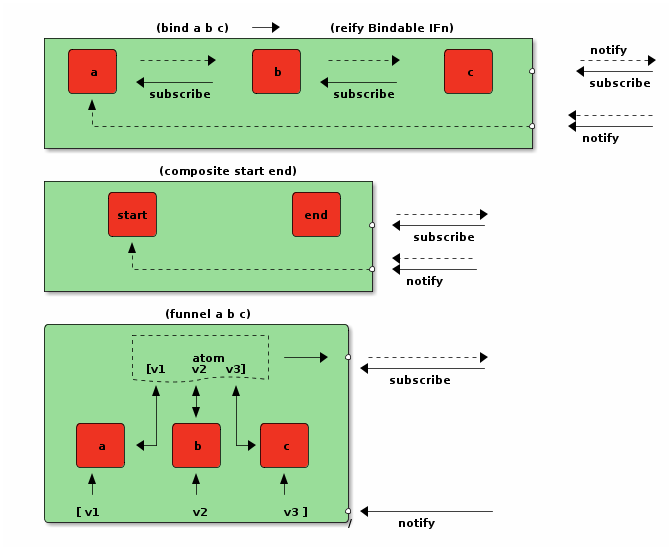 (bind a b c) (reify Bindable IFn)
notify
a b c
subscribe subscribe subscribe
notify
(composite start end)
start end
subscribe
notify
(funnel a b c)
atom
[v1 v2 v3]
subscribe
a b c
[ v1 v2 v3 ]
notify
/